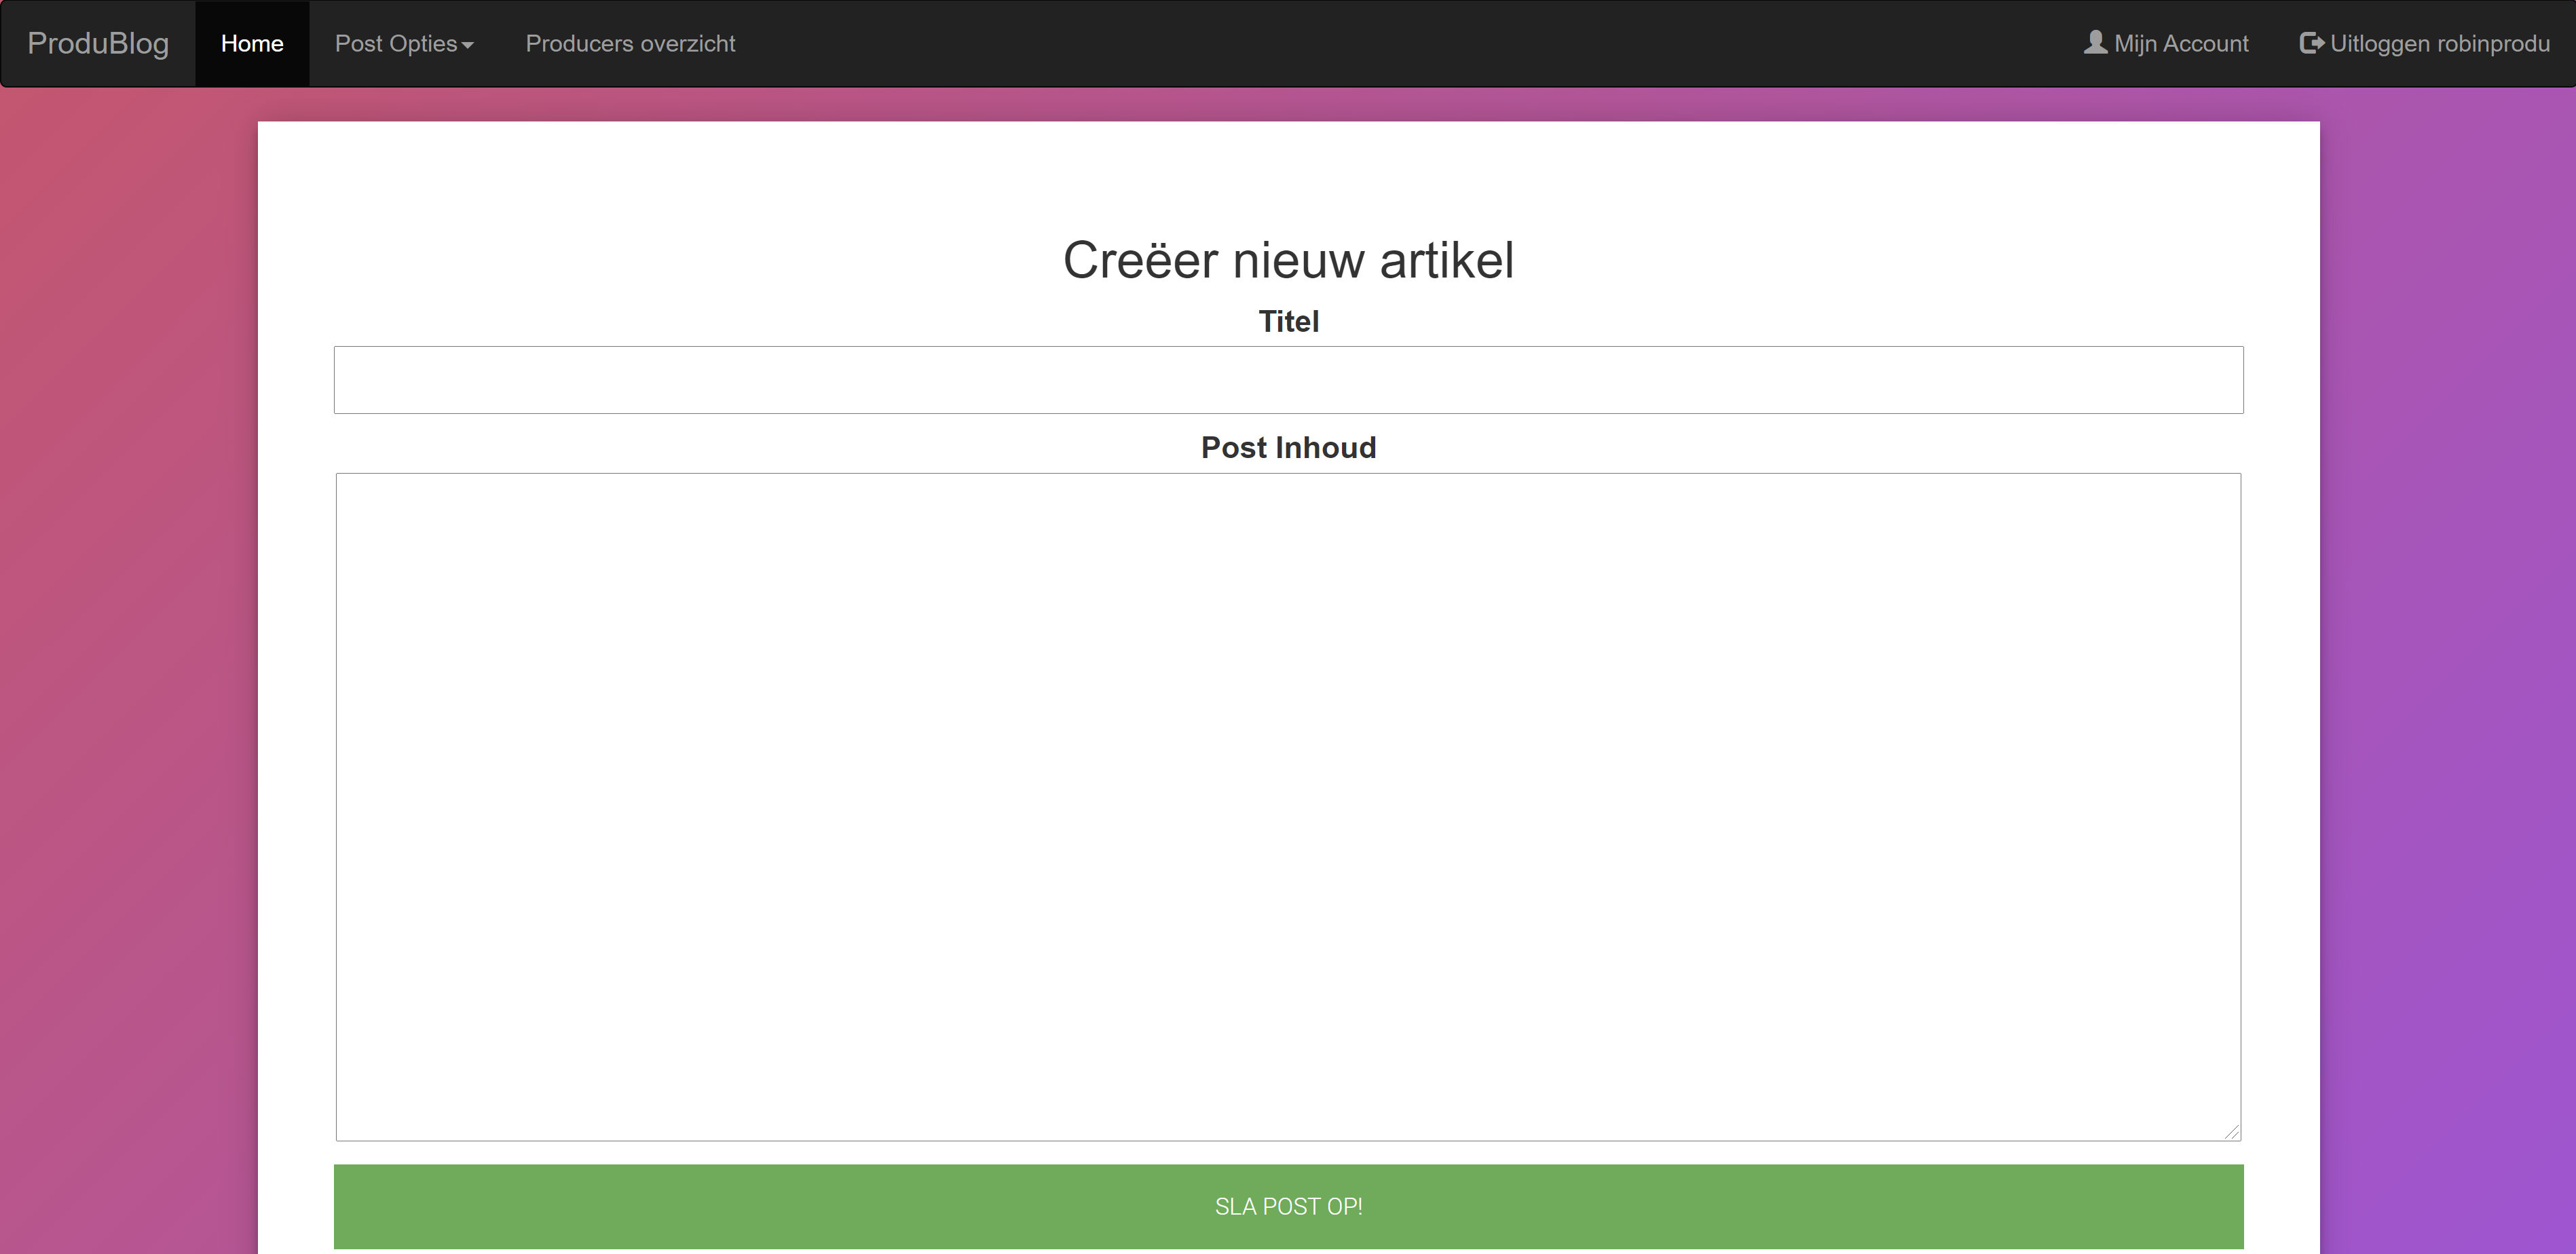 ProduBlog Home Post Opties Producers overzicht Mijn Account Uitloggen robinprodu
Creëer nieuw artikel
Titel
Post Inhoud
SLA POST OP!